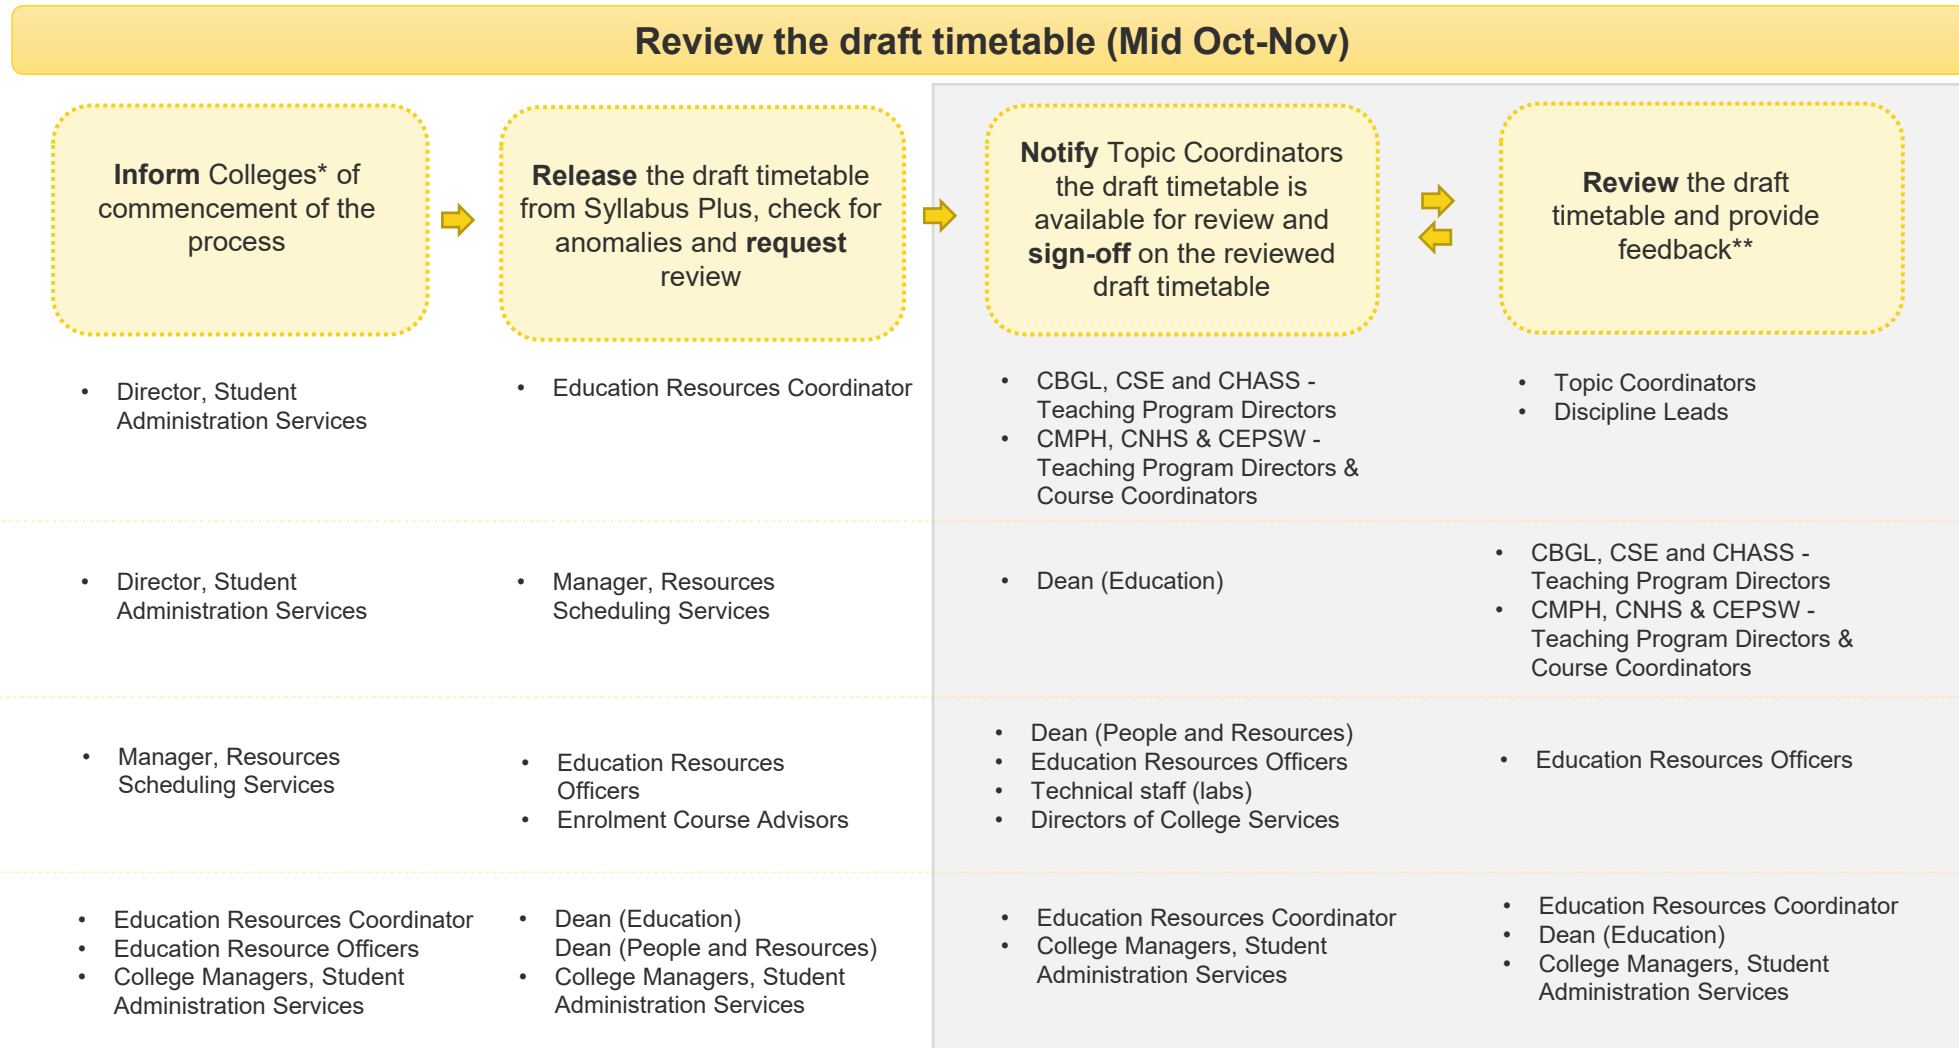 Review the draft timetable (Mid Oct-Nov)
Inform Colleges* of
commencement of the
process
Release the draft timetable
from Syllabus Plus, check for
anomalies and request
review
Notify Topic Coordinators
the draft timetable is
available for review and
sign-off on the reviewed
draft timetable
Review the draft
timetable and provide
feedback**
• Director, Student
Administration Services
• Education Resources Coordinator
• CBGL, CSE and CHASS -
Teaching Program Directors
• CMPH, CNHS & CEPSW -
Teaching Program Directors &
Course Coordinators
• Topic Coordinators
• Discipline Leads
• Director, Student
Administration Services
• Manager, Resources
Scheduling Services
• Dean (Education)
• CBGL, CSE and CHASS -
Teaching Program Directors
• CMPH, CNHS & CEPSW -
Teaching Program Directors &
Course Coordinators
• Manager, Resources
Scheduling Services
• Education Resources
Officers
• Enrolment Course Advisors
• Dean (People and Resources)
• Education Resources Officers
• Technical staff (labs)
• Directors of College Services
• Education Resources Officers
• Education Resources Coordinator
• Education Resource Officers
• College Managers, Student
Administration Services
• Dean (Education)
Dean (People and Resources)
• College Managers, Student
Administration Services
• Education Resources Coordinator
• College Managers, Student
Administration Services
• Education Resources Coordinator
• Dean (Education)
• College Managers, Student
Administration Services